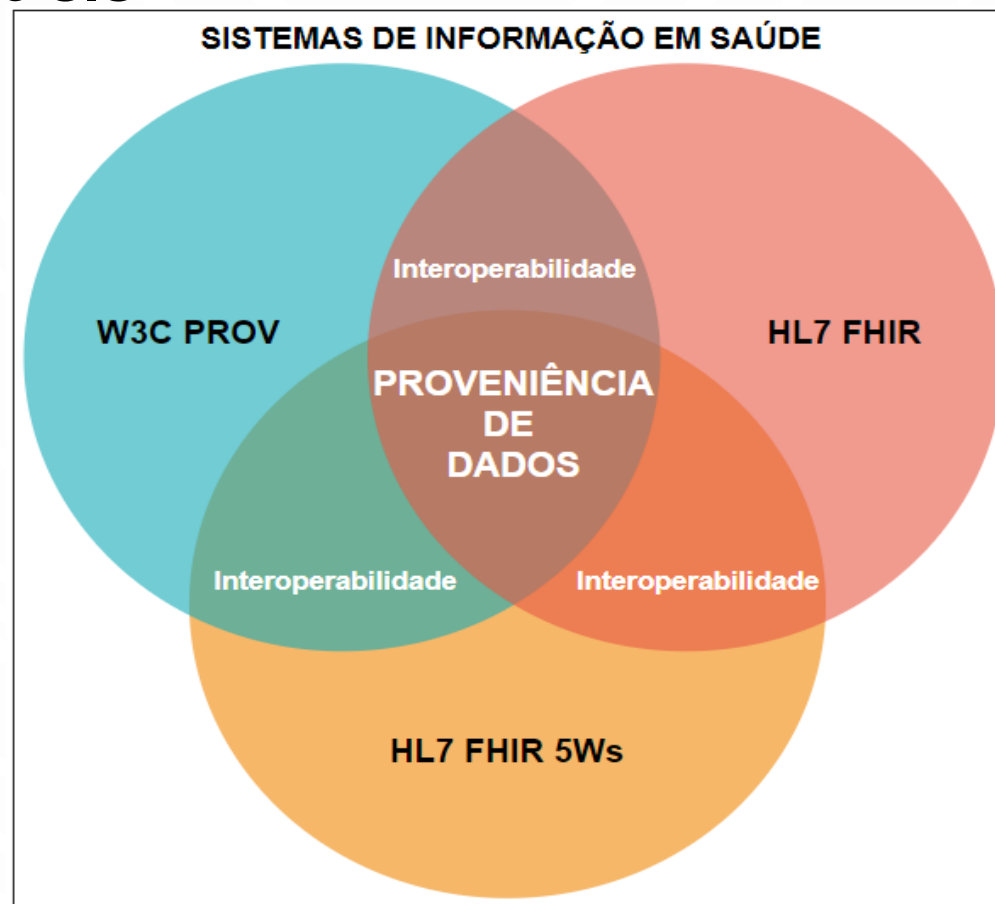 SISTEMAS DE INFORMAÇÃO EM SAÚDE
Interoperabilidade
W3C PROV
HL7 FHIR
PROVENIÊNCIA
DE
DADOS
Interoperabilidade
Interoperabilidade
HL7 FHIR 5Ws